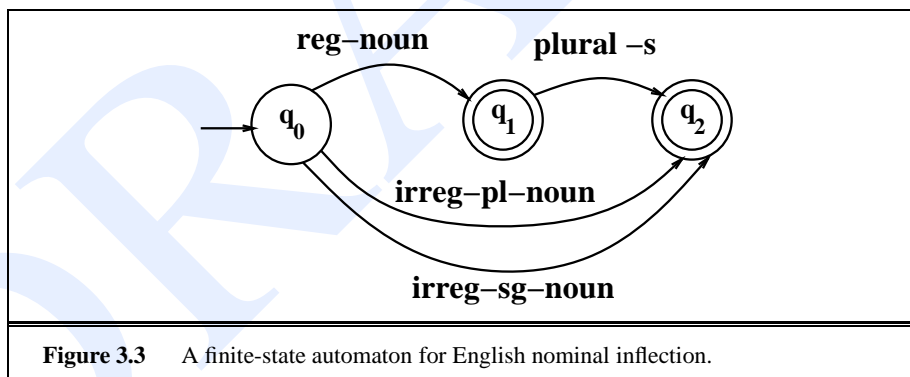 reg–noun
plural –s
q0
q1
q2
irreg–pl–noun
irreg–sg–noun
Figure 3.3 A finite-state automaton for English nominal inflection.